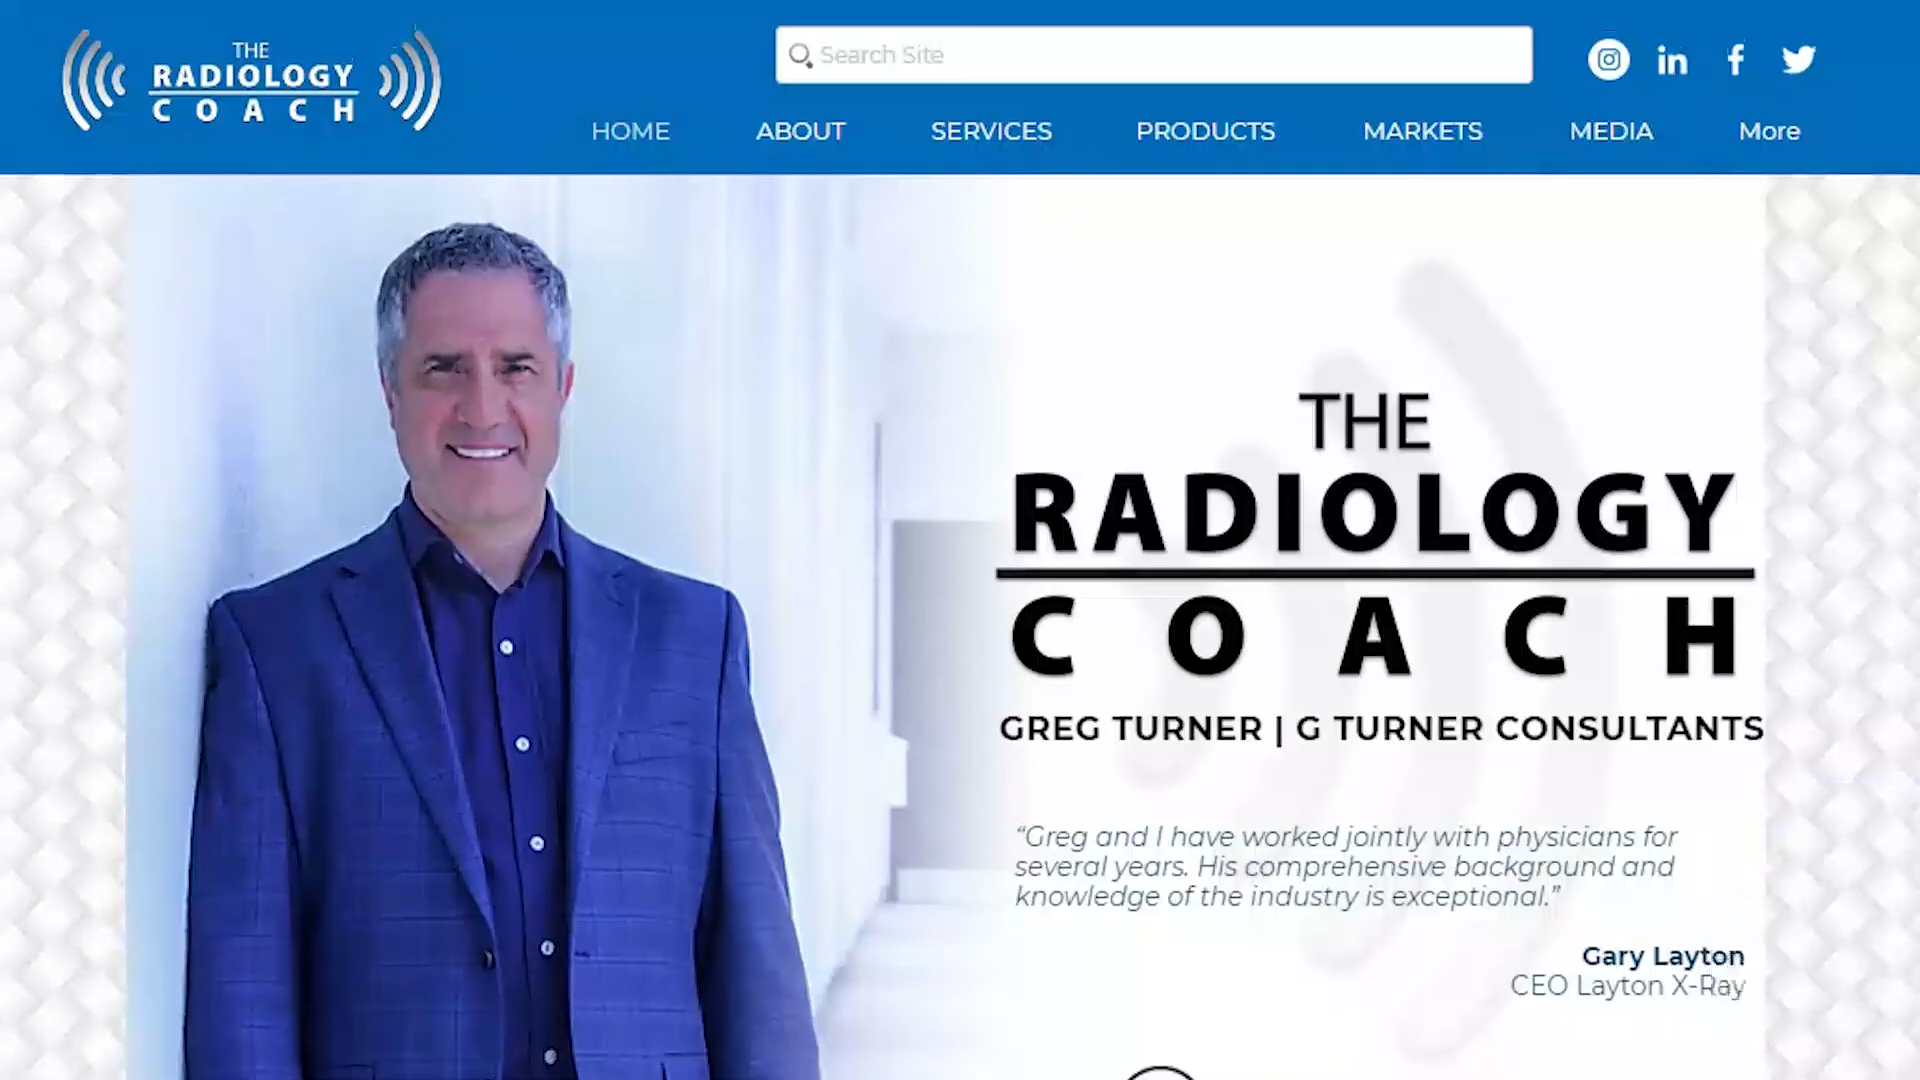 THE
RADIOLOGY
COACH
Search Site
in
f
HOME ABOUT SERVICES PRODUCTS MARKETS MEDIA More
THE
RADIOLOGY
COACH
GREG TURNER | G TURNER CONSULTANTS
“Greg and I have worked jointly with physicians for
several years. His comprehensive background and
knowledge of the industry is exceptional.”
Gary Layton
CEO Layton X-Ray